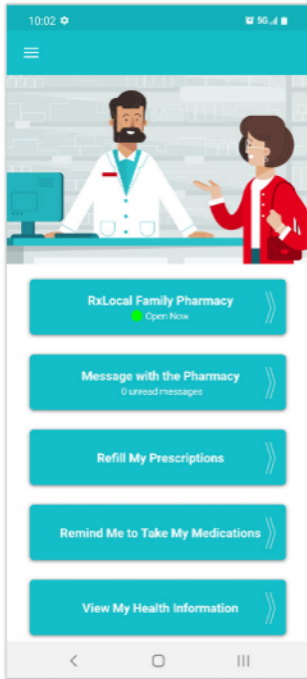 10:02
5G
RxLocal Family Pharmacy
Open Now
Message with the Pharmacy
0 unread messages
Refill My Prescriptions
Remind Me to Take My Medications
View My Health Information